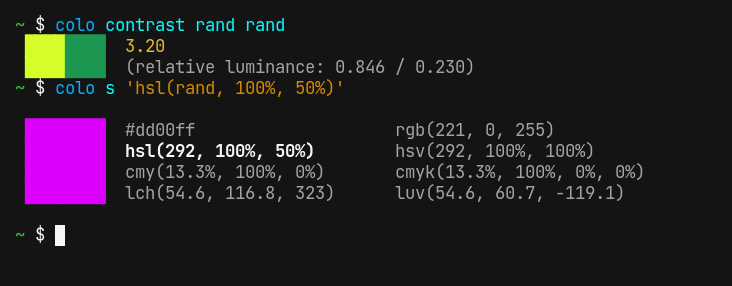 ~ $ colo contrast rand rand
3.20
(relative luminance: 0.846 / 0.230)
~ $ colo s 'hsl(rand, 100%, 50%)'
#dd00ff rgb(221, 0, 255)
hsl(292, 100%, 50%) hsv(292, 100%, 100%)
cmy(13.3%, 100%, 0%) cmyk(13.3%, 100%, 0%, 0%)
lch(54.6, 116.8, 323) luv(54.6, 60.7, -119.1)
~ $